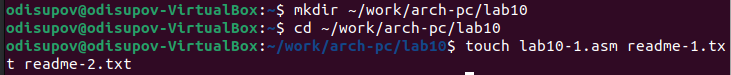 odisupov@odisupov-VirtualBox:~$ mkdir ~/work/arch-pc/lab10
odisupov@odisupov-VirtualBox:~$ cd ~/work/arch-pc/lab10
odisupov@odisupov-VirtualBox:~/work/arch-pc/lab10$ touch lab10-1.asm readme-1.tx
t readme-2.txt